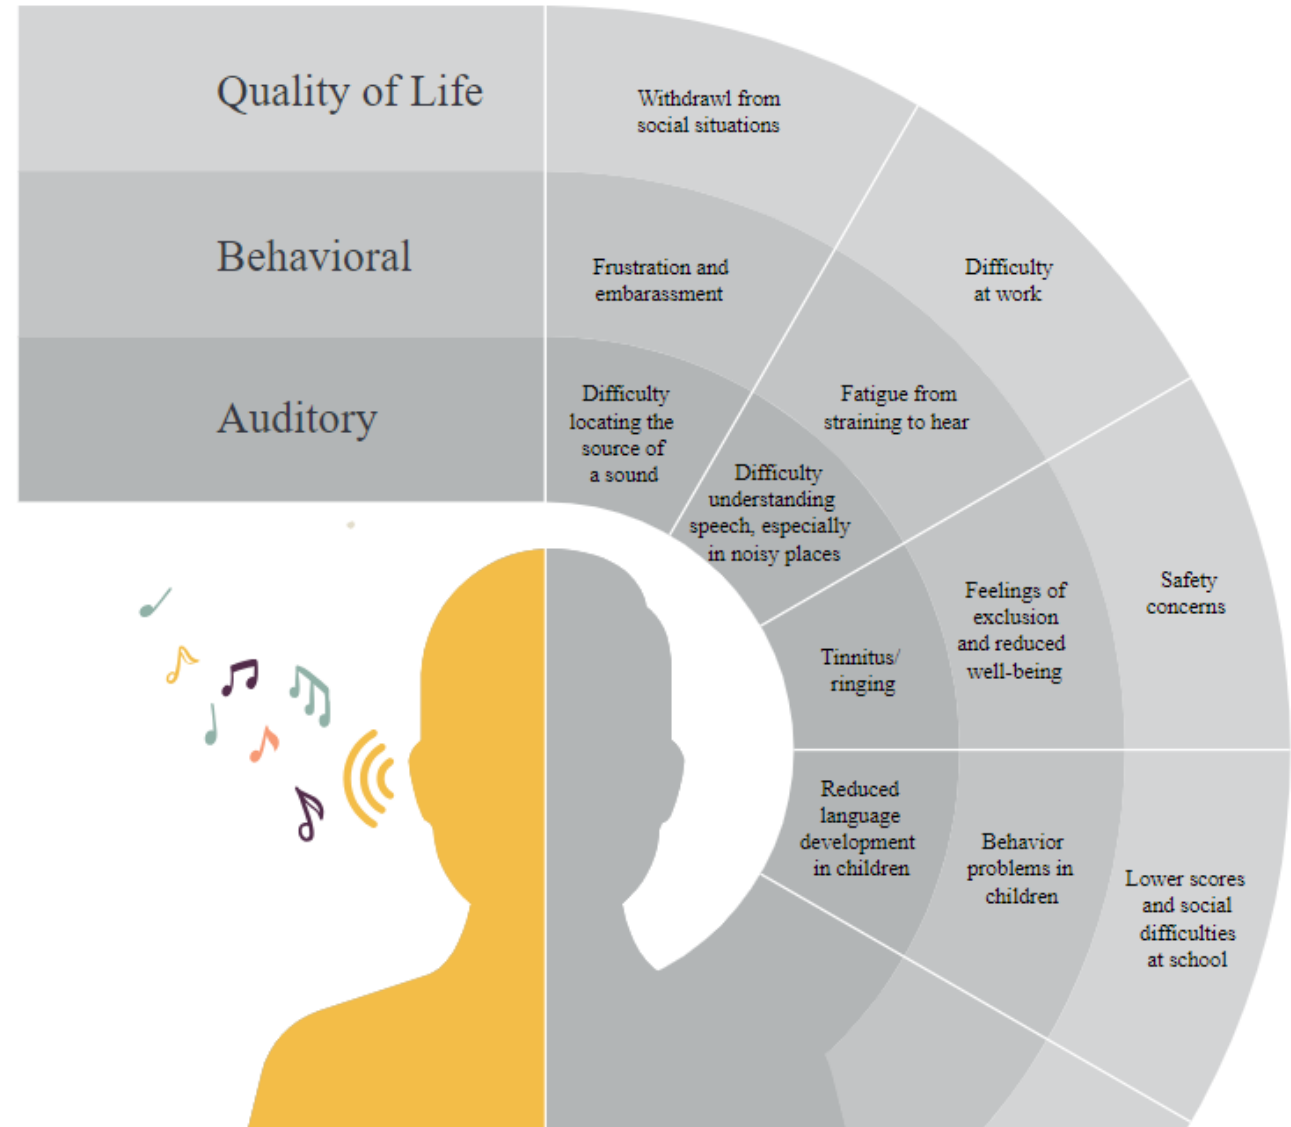 Quality of Life
Withdrawl from
social situations
Difficulty
at work
Safety
concerns
Lower scores
and social
difficulties
at school
Behavioral
Frustration and
embarassment
Fatigue from
straining to hear
Feelings of
exclusion
and reduced
well-being
Behavior
problems in
children
Auditory
Difficulty
locating the
source of
a sound
Difficulty
understanding
speech, especially
in noisy places
Tinnitus/
ringing
Reduced
language
development
in children